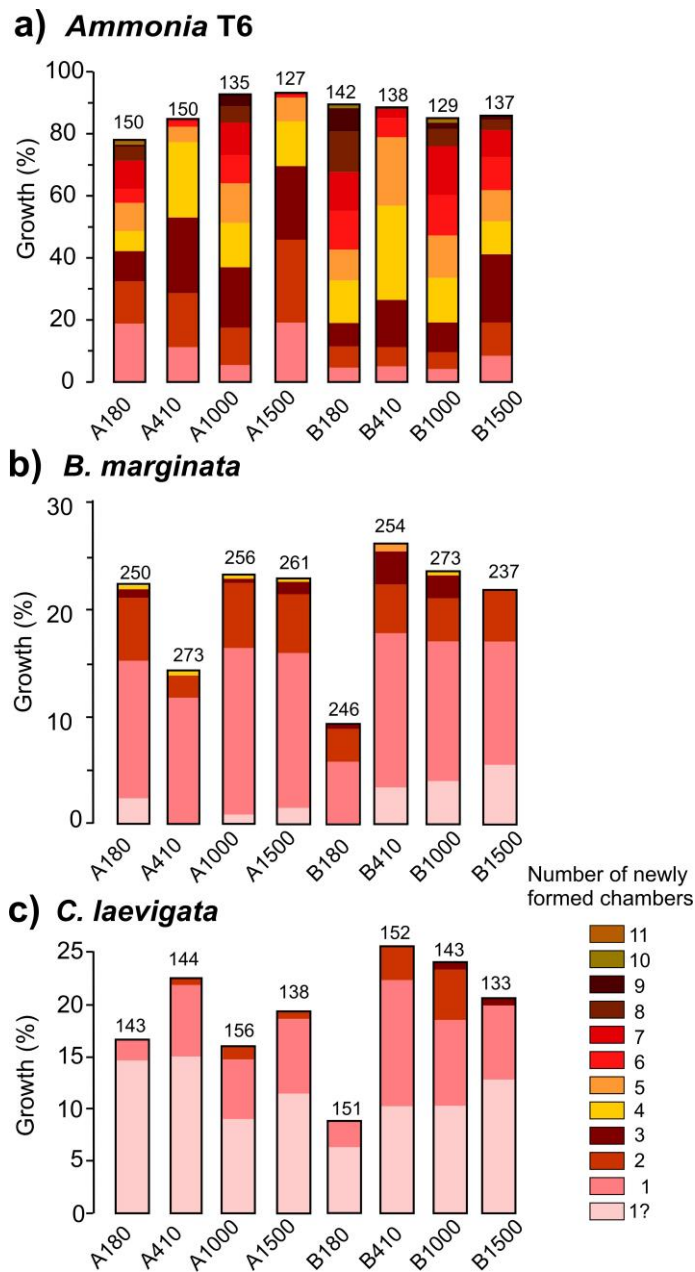 a) Ammonia T6
Growth (%)
100
80
60
40
20
0
150
150
135
127
142
138
129
137
A180
A410
A1000
A1500
B180
B410
B1000
B1500
b) B. marginata
Growth (%)
30
20
10
0
250
273
256
261
246
254
273
237
A180
A410
A1000
A1500
B180
B410
B1000
B1500
c) C. laevigata
Growth (%)
25
20
15
10
5
0
143
144
156
138
151
152
143
133
A180
A410
A1000
A1500
B180
B410
B1000
B1500
Number of newly
formed chambers
11
10
9
8
7
6
5
4
3
2
1
1?